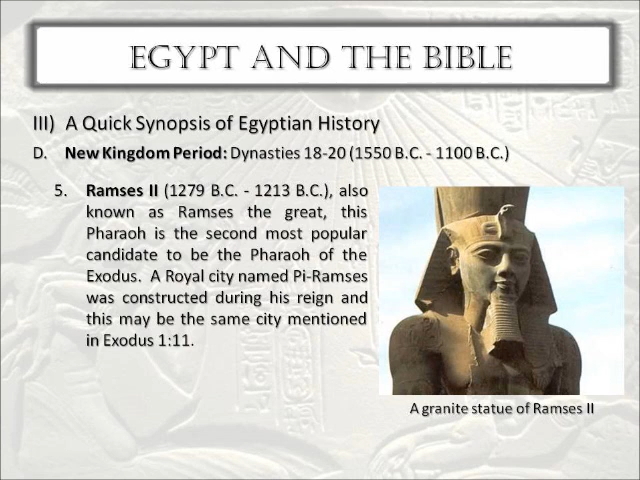 EGYPT AND THE BIBLE
III) A Quick Synopsis of Egyptian History
D. New Kingdom Period: Dynasties 18-20 (1550 B.C. - 1100 B.C.)
5. Ramses II (1279 B.C. - 1213 B.C.), also
known as Ramses the great, this
Pharaoh is the second most popular
candidate to be the Pharaoh of the
Exodus. A Royal city named Pi-Ramses
was constructed during his reign and
this may be the same city mentioned
in Exodus 1:11.
A granite statue of Ramses II